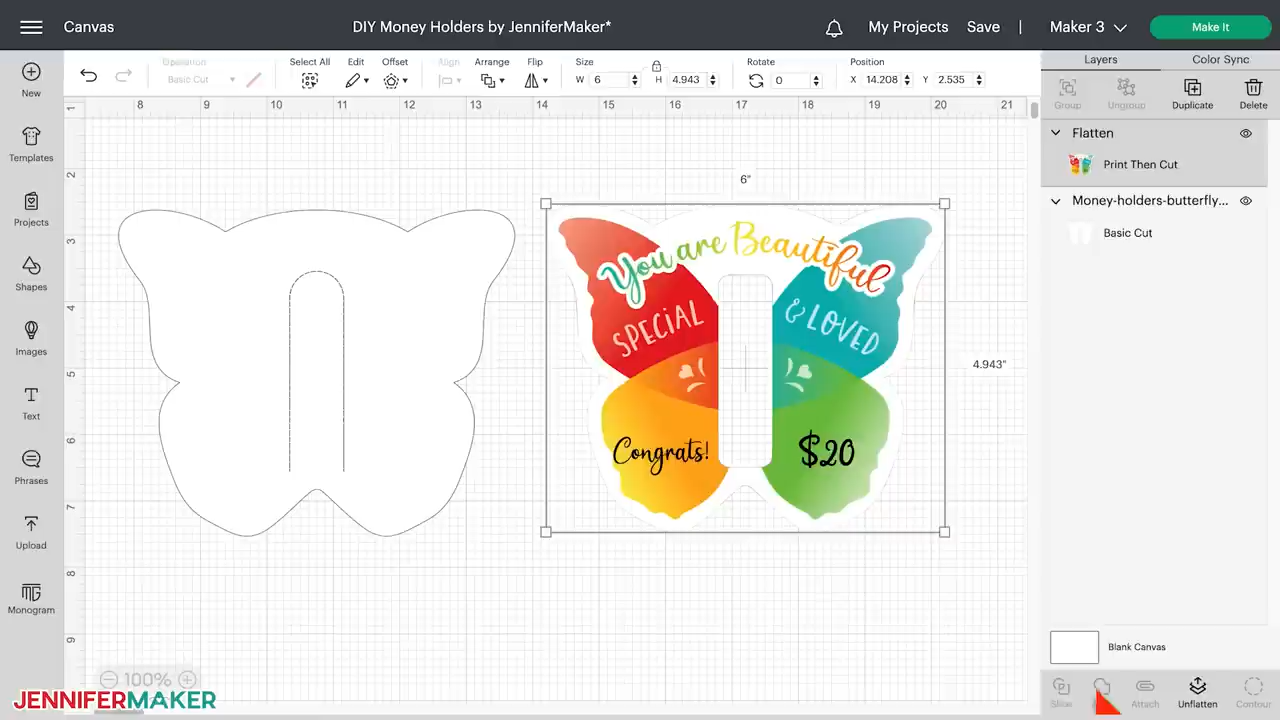 Canvas
DIY Money Holders by JenniferMaker*
My Projects
Save
|
Maker 3
Make It
Operation
Basic Cut
Select All
Edit
Offset
Align
Arrange
Flip
Size
W 6
H 4.943
Rotate
0
Position
X 14.208
Y 2.535
Layers
Color Sync
Group
Ungroup
Duplicate
Delete
New
Templates
Projects
Shapes
Images
Text
Phrases
Upload
Monogram
8 9 10 11 12 13 14 15 16 17 18 19 20 21
1
2
3
4
5
6
7
8
9
6"
4.943"
You are Beautiful
SPECiAL
& LOVED
Congrats!
$20
Flatten
Print Then Cut
Money-holders-butterfly...
Basic Cut
Blank Canvas
100%
JENNIFERMAKER
Slice
Attach
Unflatten
Contour